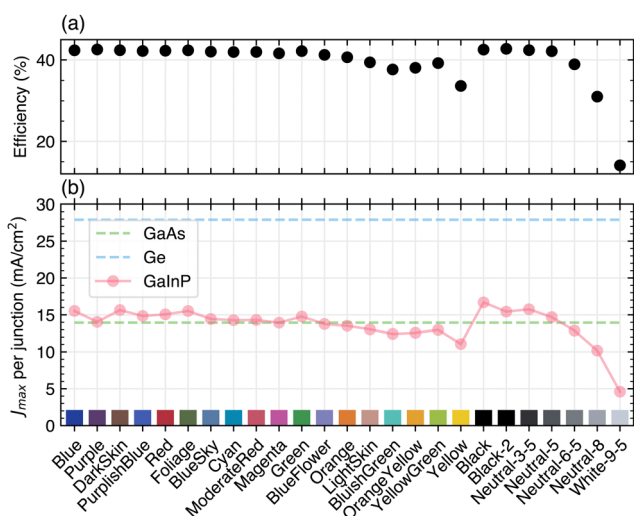 (a)
Efficiency (%)
40
20
(b)
J_max per junction (mA/cm²)
30
25
20
15
10
5
0
GaAs
Ge
GaInP
Blue
Purple
DarkSkin
PurplishBlue
Red
Foliage
BlueSky
Cyan
ModerateRed
Magenta
Green
BlueFlower
Orange
LightSkin
BluishGreen
OrangeYellow
YellowGreen
Yellow
Black
Black-2
Neutral-3-5
Neutral-5
Neutral-6-5
Neutral-8
White-9-5